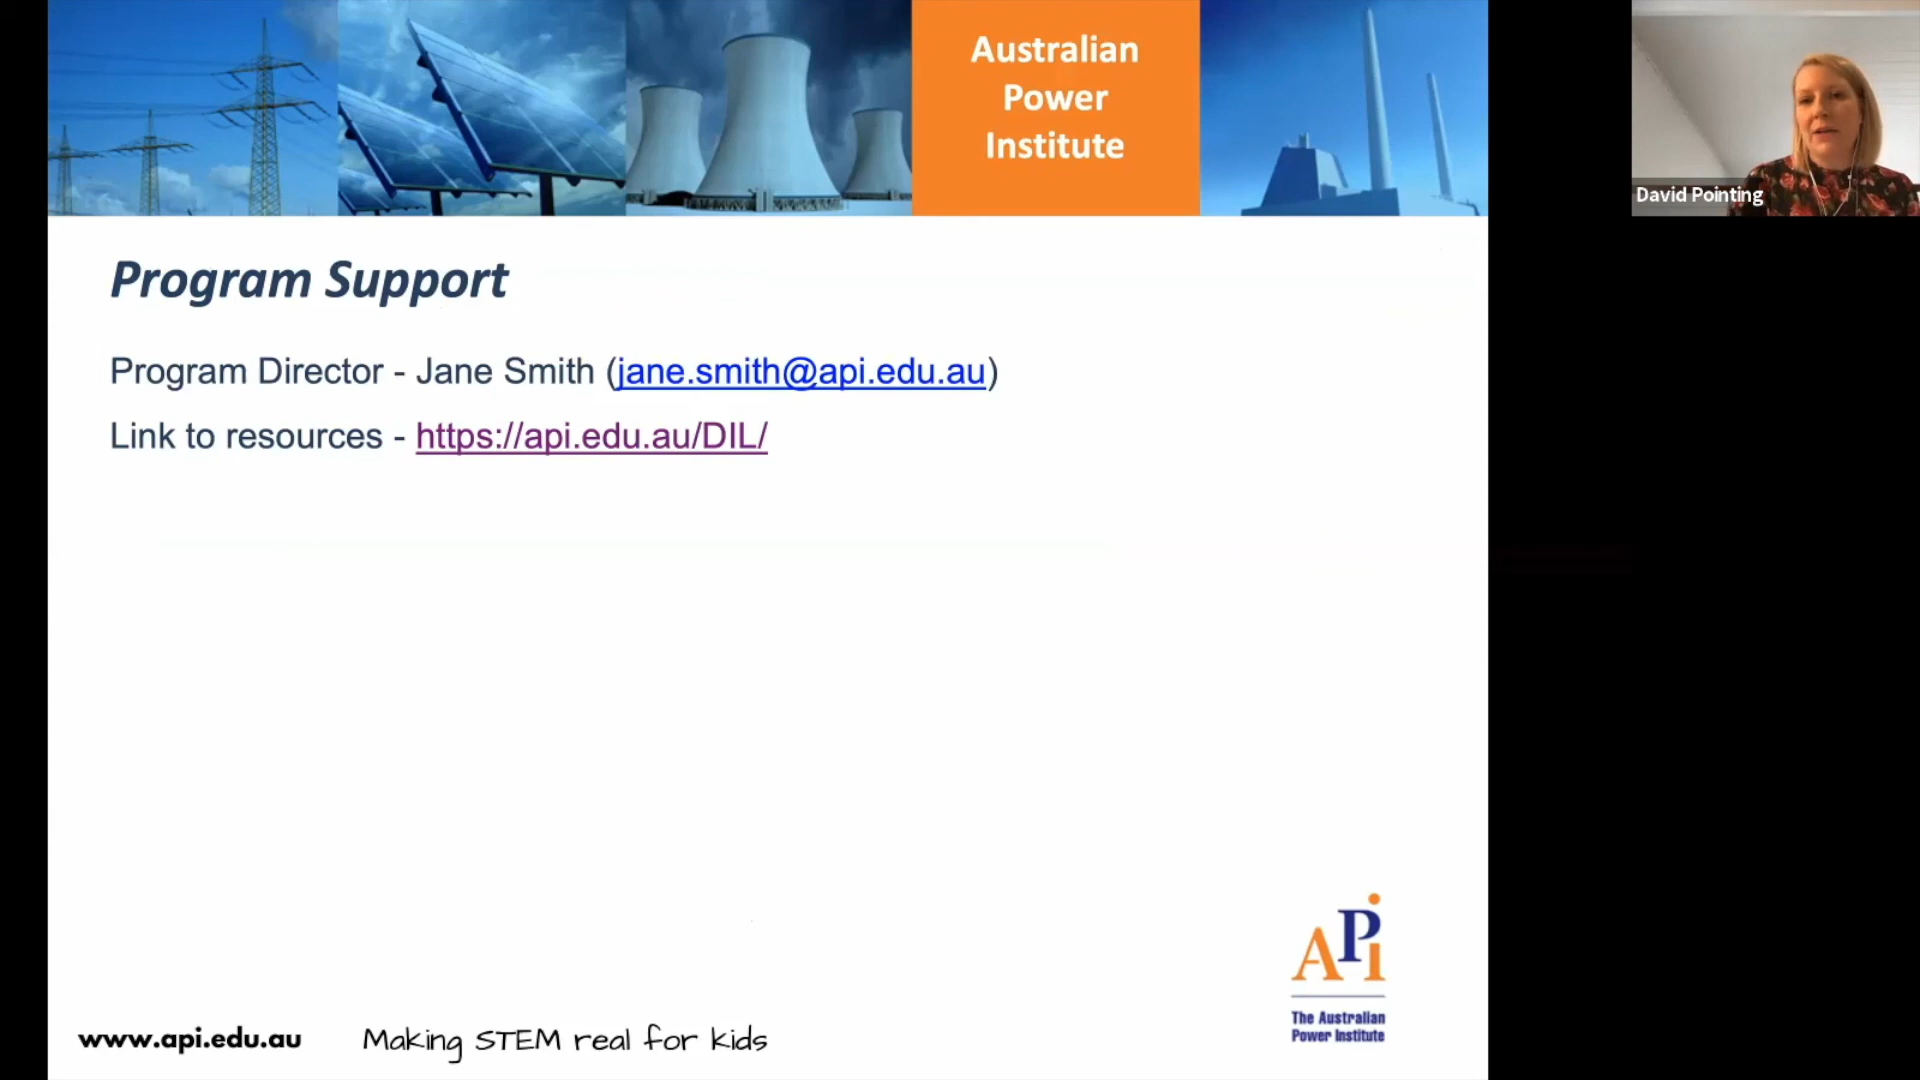 Australian
Power
Institute
David Pointing
Program Support
Program Director - Jane Smith (jane.smith@api.edu.au)
Link to resources - https://api.edu.au/DIL/
APi
The Australian
Power Institute
www.api.edu.au
Making STEM real for kids